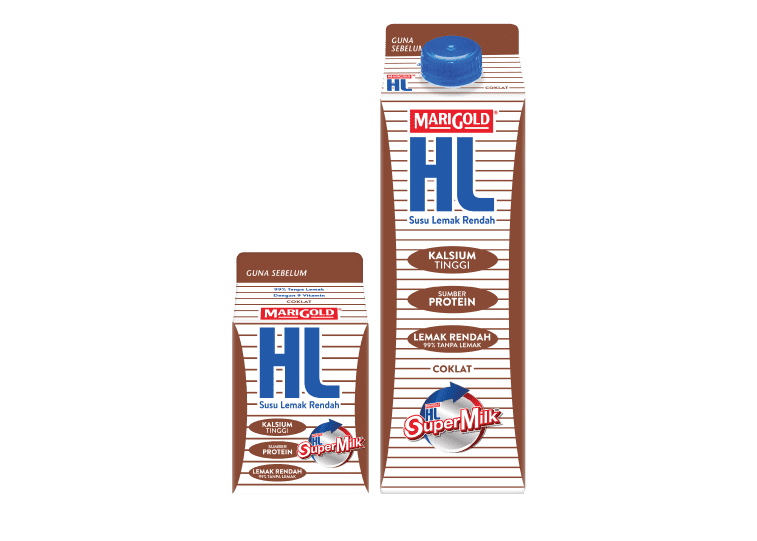 GUNA SEBELUM
99% Tanpa Lemak
Dengan 9 Vitamin
COKLAT
MARIGOLD
HL
Susu Lemak Rendah
KALSIUM
TINGGI
SUMBER
PROTEIN
LEMAK RENDAH
99% TANPA LEMAK
HL
SuperMilk
GUNA
SEBELUM
HL
COKLAT
MARIGOLD
HL
Susu Lemak Rendah
KALSIUM
TINGGI
SUMBER
PROTEIN
LEMAK RENDAH
99% TANPA LEMAK
COKLAT
HL
SuperMilk